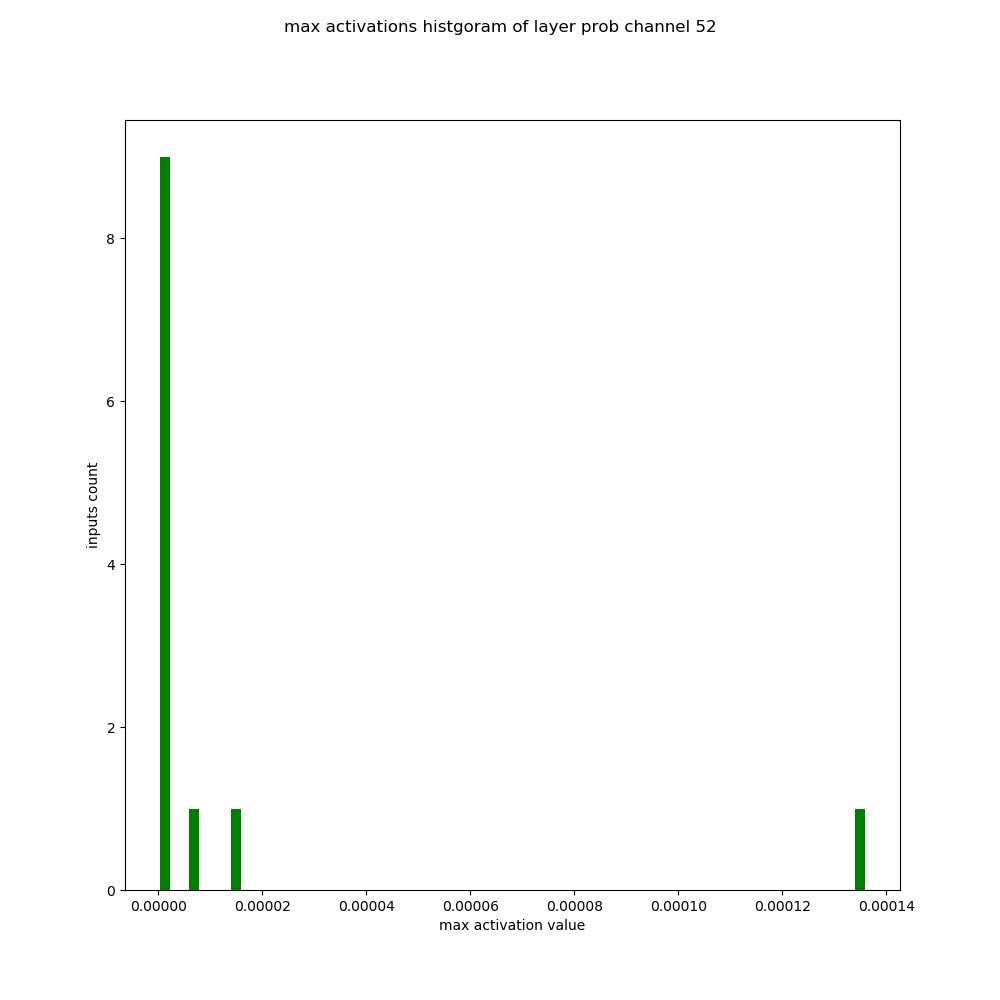 max activations histgoram of layer prob channel 52
8
6
4
2
0
inputs count
0.00000 0.00002 0.00004 0.00006 0.00008 0.00010 0.00012 0.00014
max activation value